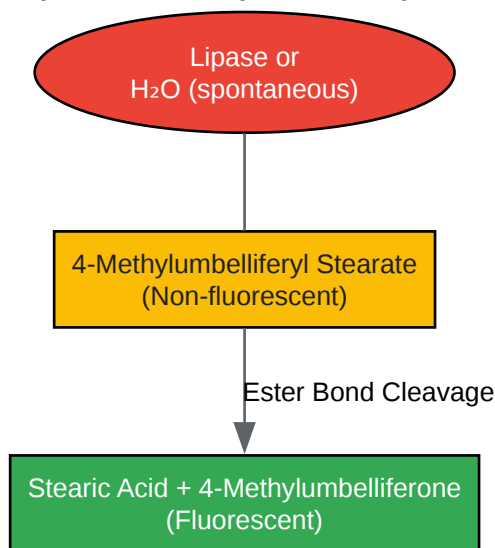 Lipase or
H₂O (spontaneous)
4-Methylumbelliferyl Stearate
(Non-fluorescent)
Ester Bond Cleavage
Stearic Acid + 4-Methylumbelliferone
(Fluorescent)